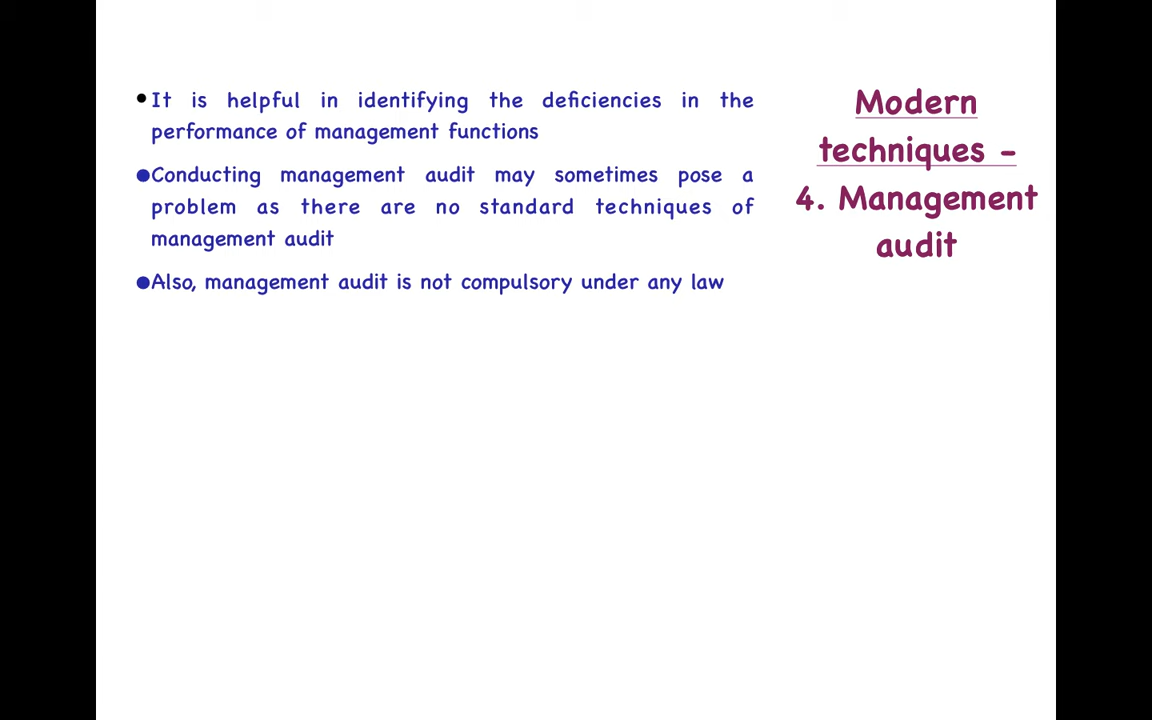 ● It is helpful in identifying the deficiencies in the
performance of management functions
● Conducting management audit may sometimes pose a
problem as there are no standard techniques of
management audit
● Also, management audit is not compulsory under any law
Modern
techniques -
4. Management
audit